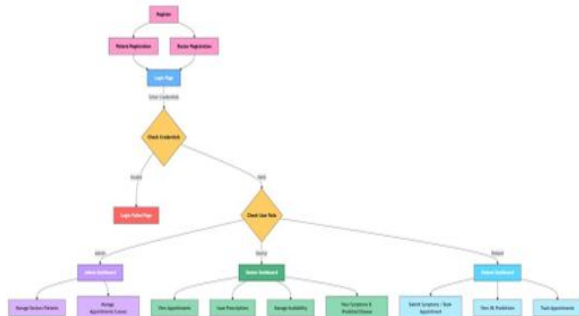 Register
Patient Registration
Doctor Registration
Login Page
Enter Credentials
Check Credentials
Invalid
Valid
Login Failed Page
Check User Role
Admin
Doctor
Patient
Admin Dashboard
Doctor Dashboard
Patient Dashboard
Manage Doctors/Patients
Manage
Appointments/
View Appointments
Issue Prescriptions
Manage Availability
View Symptoms &
Predicted Disease
Submit Symptoms
Book
Appointment
View
Predictions
Track Appointments